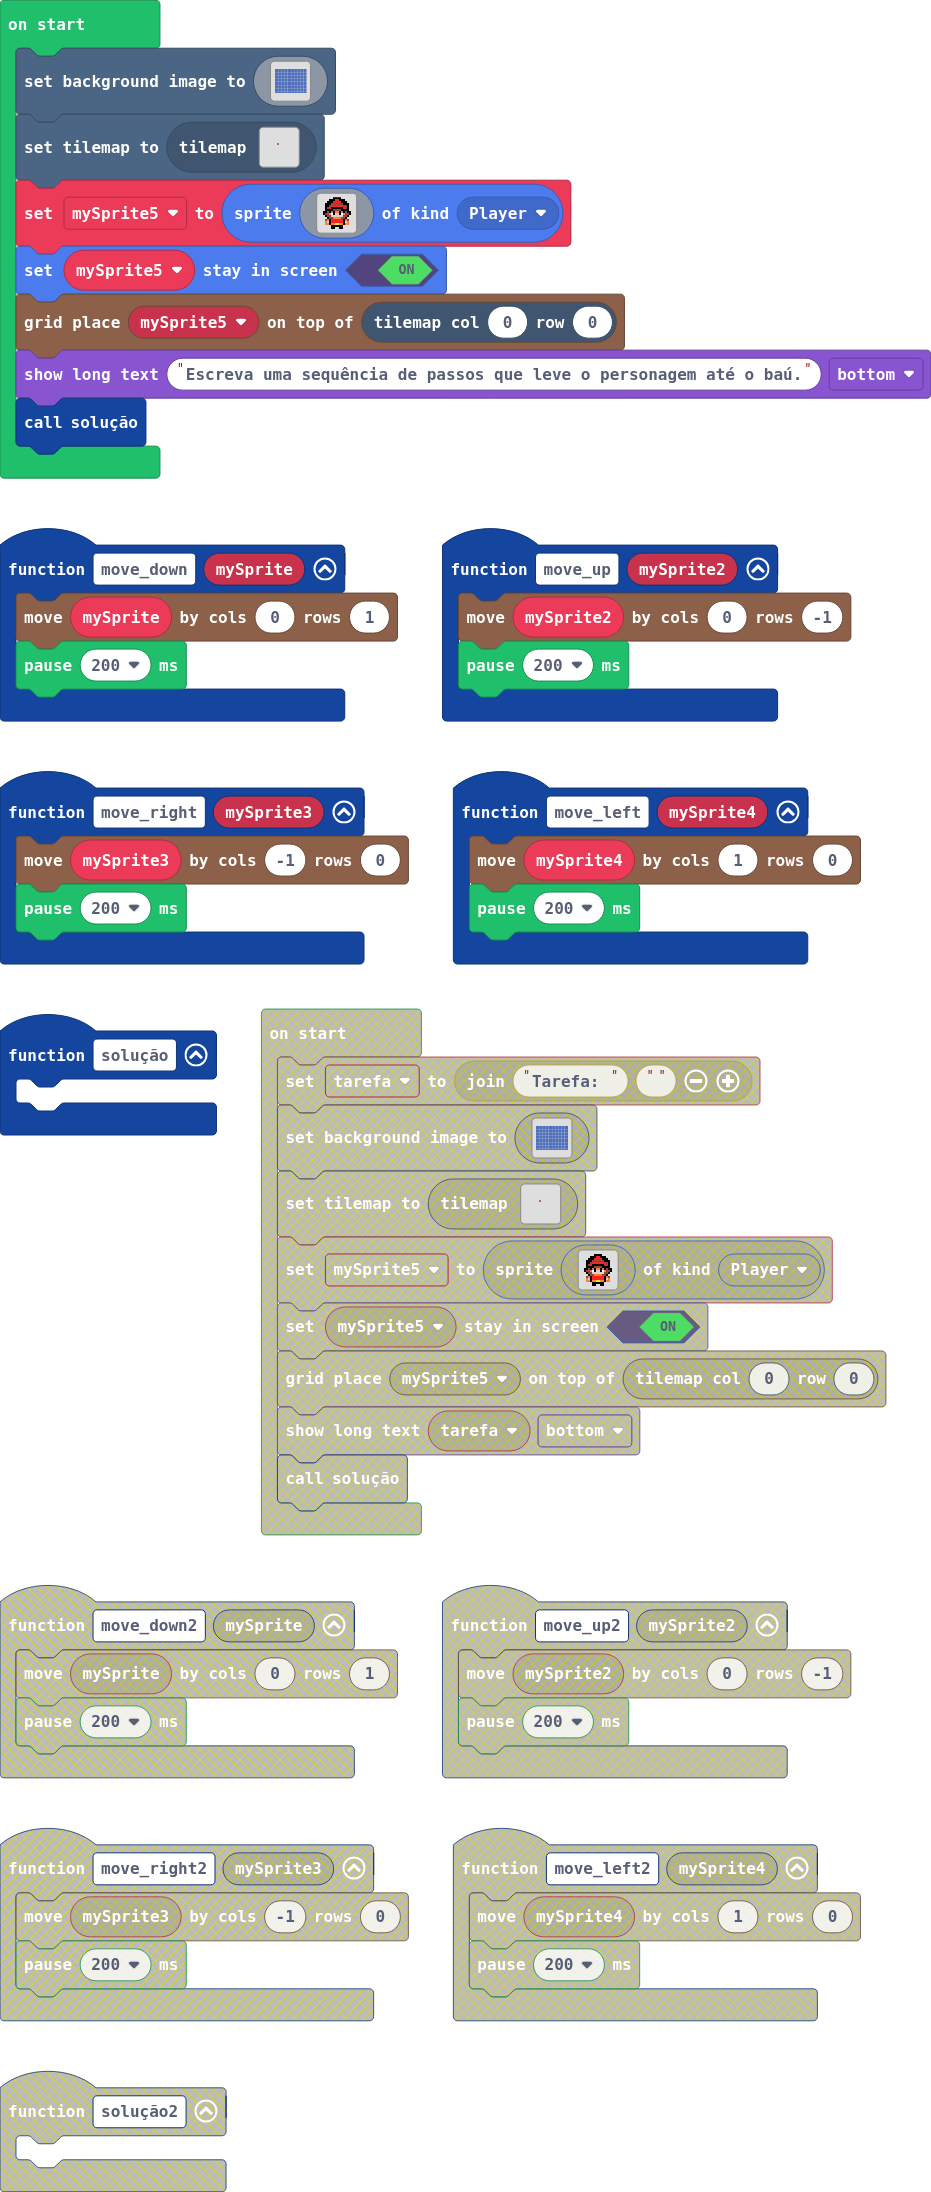 on start
set background image to
set tilemap to tilemap
set mySprite5 to sprite of kind Player
set mySprite5 stay in screen ON
grid place mySprite5 on top of tilemap col 0 row 0
show long text "Escreva uma sequência de passos que leve o personagem até o baú." bottom
call solução
function move_down mySprite
move mySprite by cols 0 rows 1
pause 200 ms
function move_up mySprite2
move mySprite2 by cols 0 rows -1
pause 200 ms
function move_right mySprite3
move mySprite3 by cols -1 rows 0
pause 200 ms
function move_left mySprite4
move mySprite4 by cols 1 rows 0
pause 200 ms
function solução
on start
set tarefa to join "Tarefa: " ""
set background image to
set tilemap to tilemap
set mySprite5 to sprite of kind Player
set mySprite5 stay in screen ON
grid place mySprite5 on top of tilemap col 0 row 0
show long text tarefa bottom
call solução
function move_down2 mySprite
move mySprite by cols 0 rows 1
pause 200 ms
function move_up2 mySprite2
move mySprite2 by cols 0 rows -1
pause 200 ms
function move_right2 mySprite3
move mySprite3 by cols -1 rows 0
pause 200 ms
function move_left2 mySprite4
move mySprite4 by cols 1 rows 0
pause 200 ms
function solução2